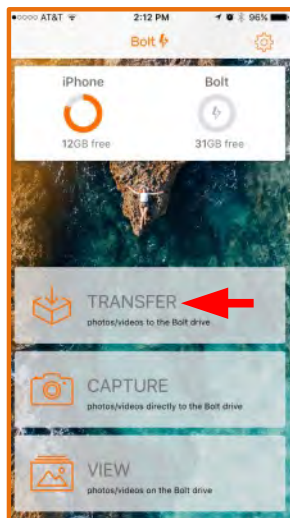 AT&T 2:12 PM 96%
Bolt
iPhone Bolt
12GB free 31GB free
TRANSFER
photos/videos to the Bolt drive
CAPTURE
photos/videos directly to the Bolt drive
VIEW
photos/videos on the Bolt drive